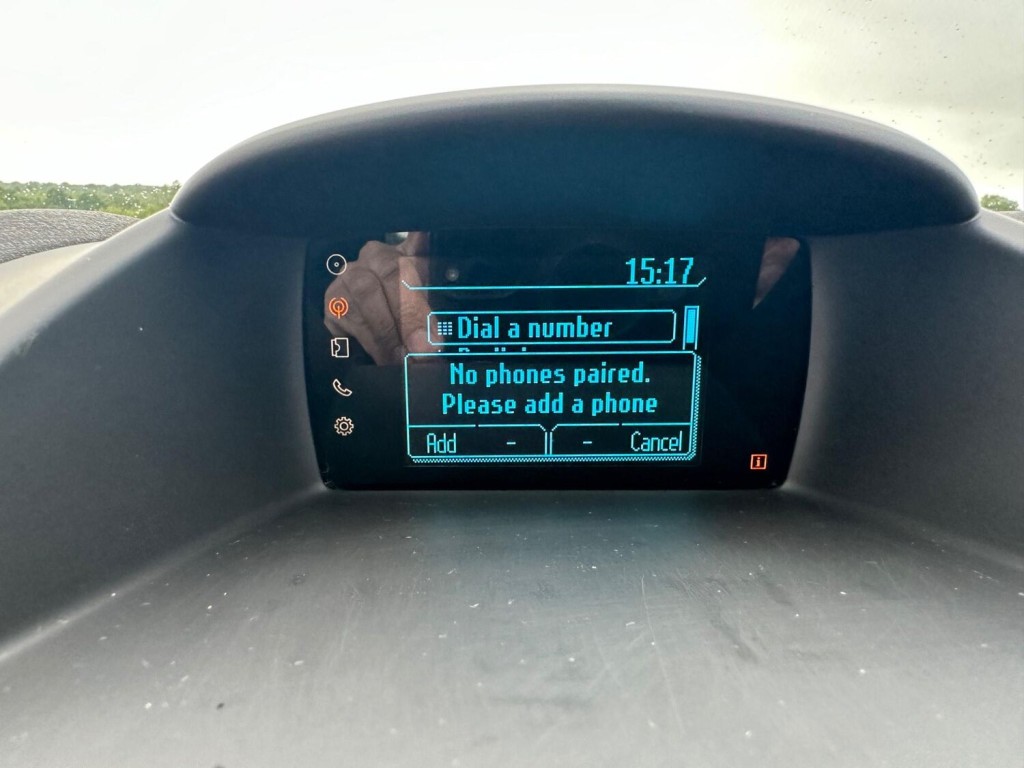 15:17
Dial a number
No phones paired.
Please add a phone
Add - - Cancel
i